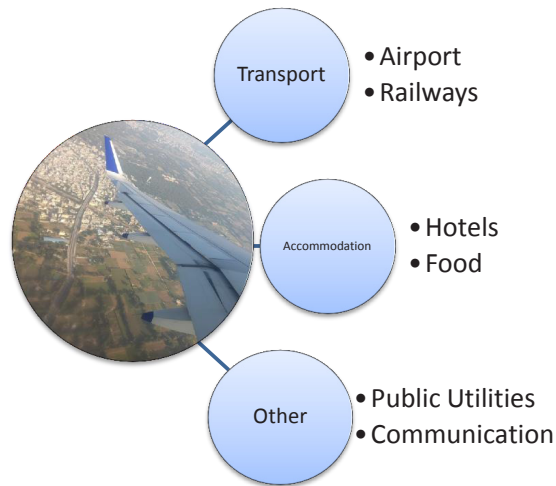 Transport
• Airport
• Railways
Accommodation
• Hotels
• Food
Other
• Public Utilities
• Communication